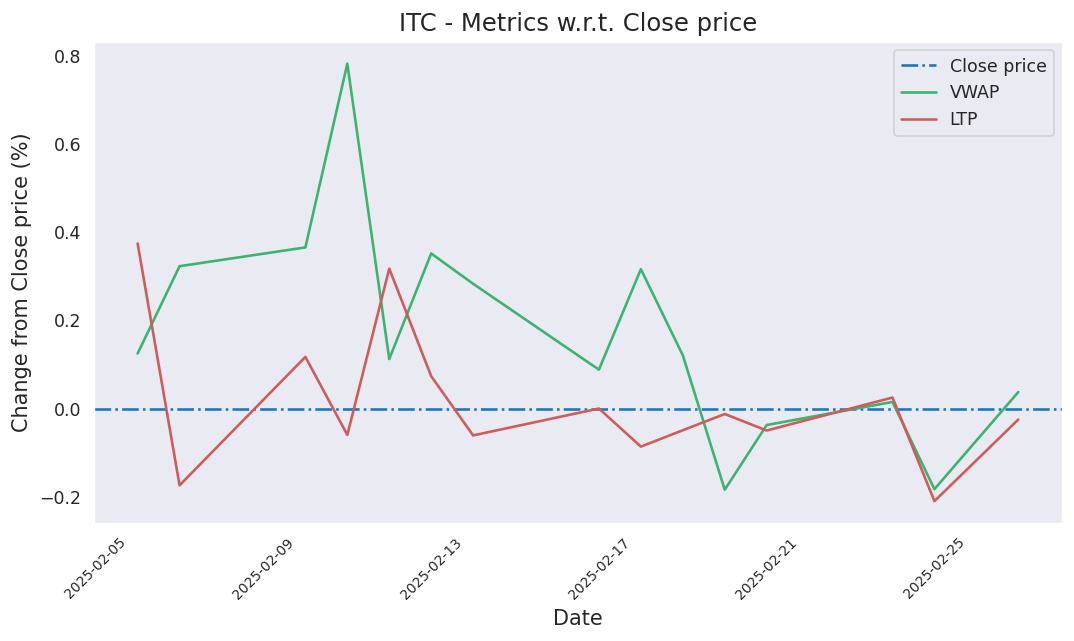 ITC - Metrics w.r.t. Close price
Close price
VWAP
LTP
Change from Close price (%)
0.8
0.6
0.4
0.2
0.0
−0.2
2025-02-05
2025-02-09
2025-02-13
2025-02-17
2025-02-21
2025-02-25
Date